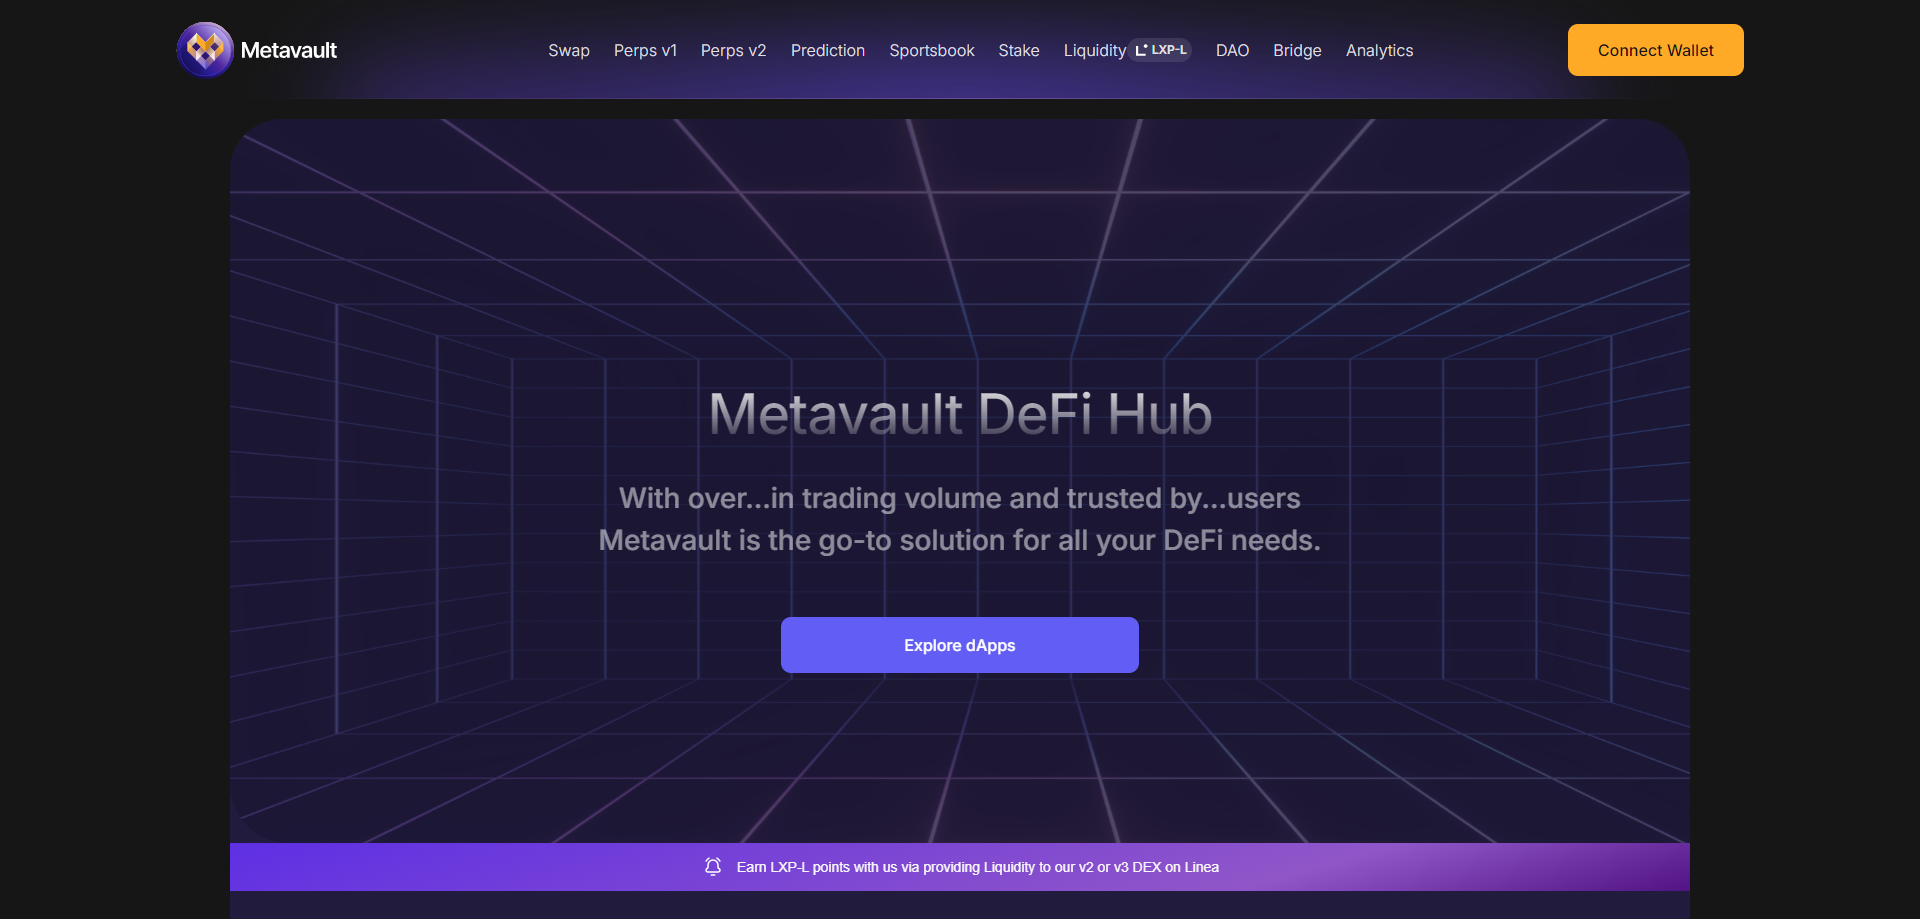 Metavault
Swap Perps v1 Perps v2 Prediction Sportsbook Stake Liquidity LXP-L DAO Bridge Analytics
Connect Wallet
Metavault DeFi Hub
With over...in trading volume and trusted by...users
Metavault is the go-to solution for all your DeFi needs.
Explore dApps
Earn LXP-L points with us via providing Liquidity to our v2 or v3 DEX on Linea